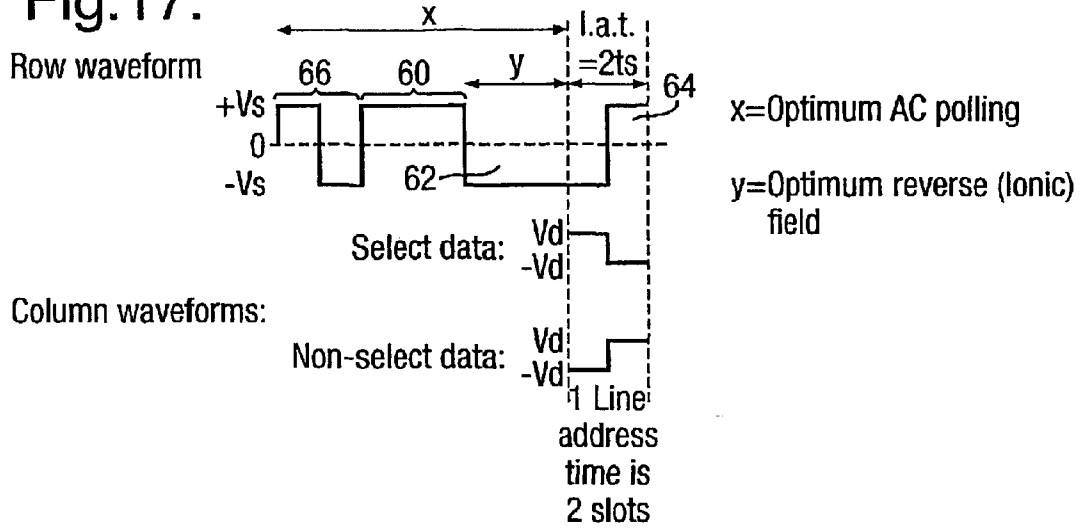 Fig.17.
x
l.a.t.
=2ts
Row waveform
66
60
y
64
+Vs
0
-Vs
62
x=Optimum AC polling
y=Optimum reverse (Ionic)
field
Select data:
Vd
-Vd
Column waveforms:
Non-select data:
Vd
-Vd
1 Line
address
time is
2 slots